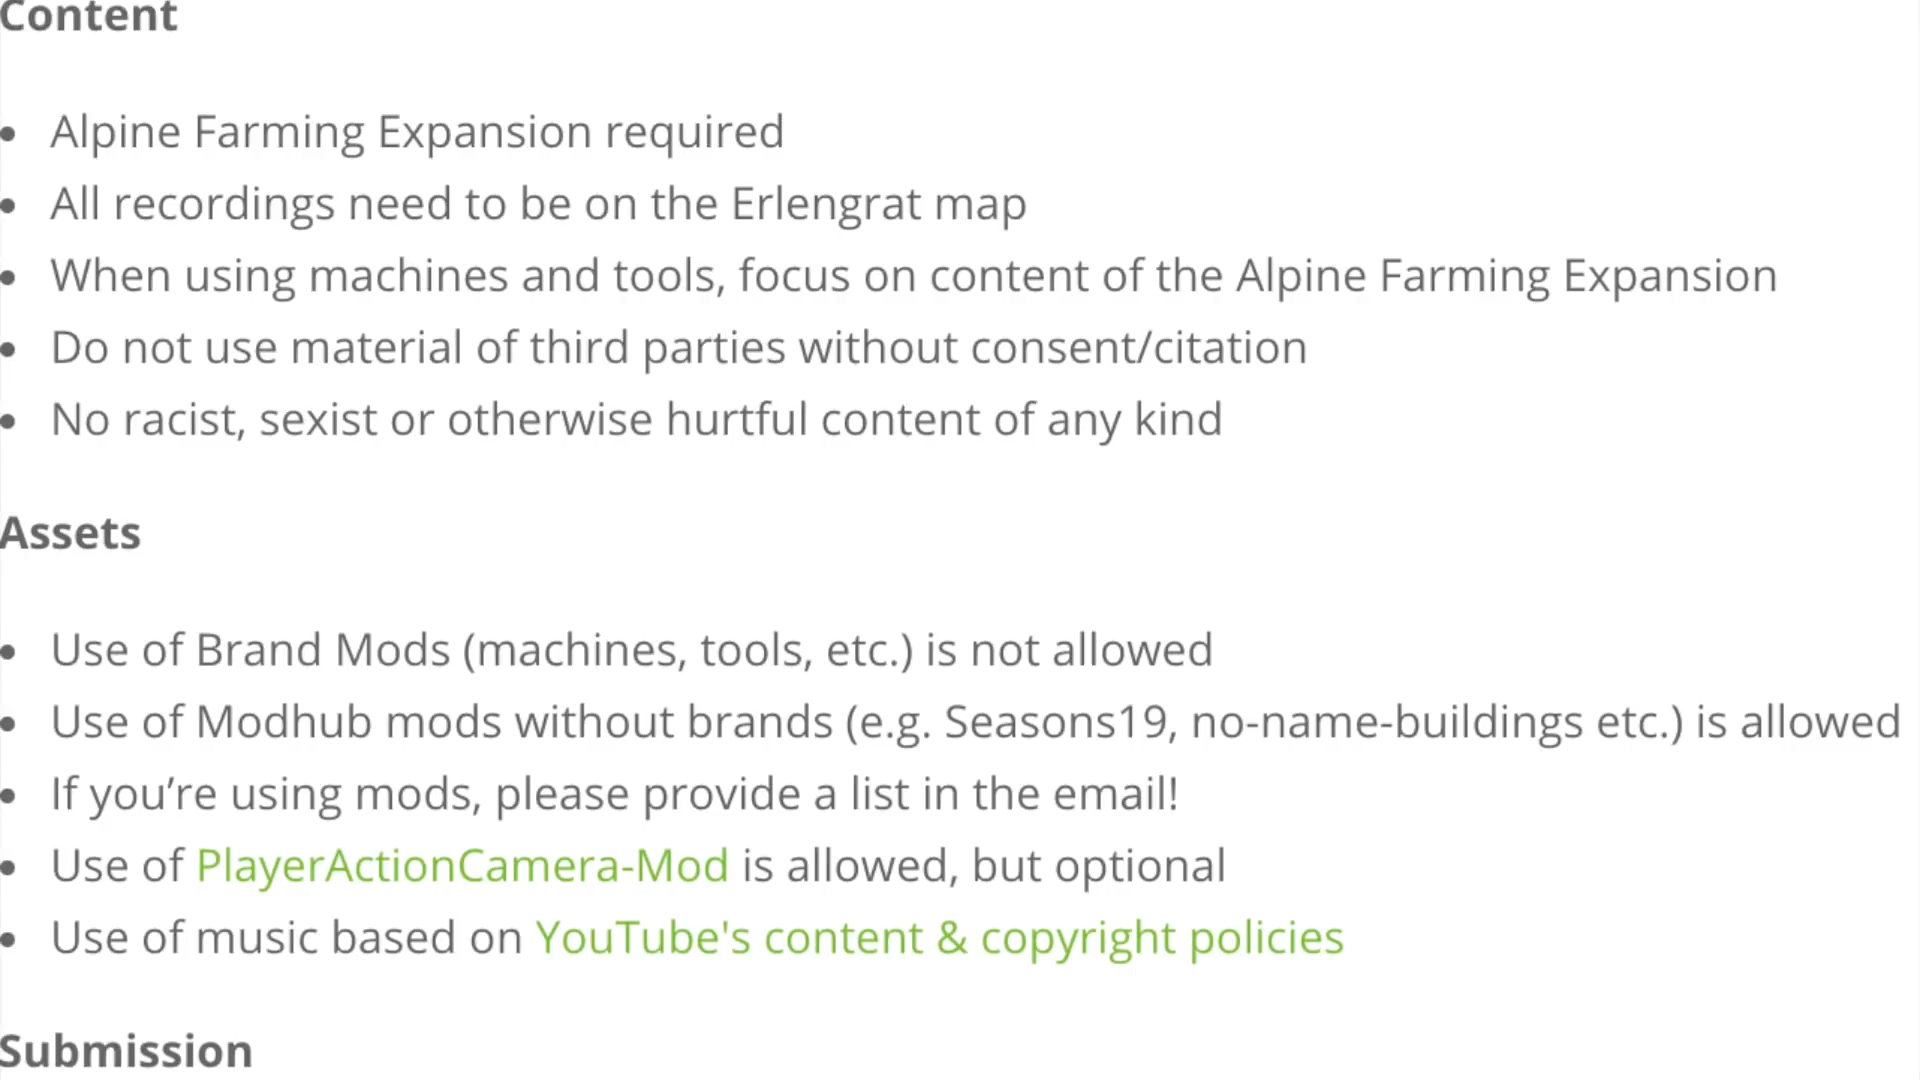 Content
• Alpine Farming Expansion required
• All recordings need to be on the Erlengrat map
• When using machines and tools, focus on content of the Alpine Farming Expansion
• Do not use material of third parties without consent/citation
• No racist, sexist or otherwise hurtful content of any kind
Assets
• Use of Brand Mods (machines, tools, etc.) is not allowed
• Use of Modhub mods without brands (e.g. Seasons19, no-name-buildings etc.) is allowed
• If you’re using mods, please provide a list in the email!
• Use of PlayerActionCamera-Mod is allowed, but optional
• Use of music based on YouTube's content & copyright policies
Submission